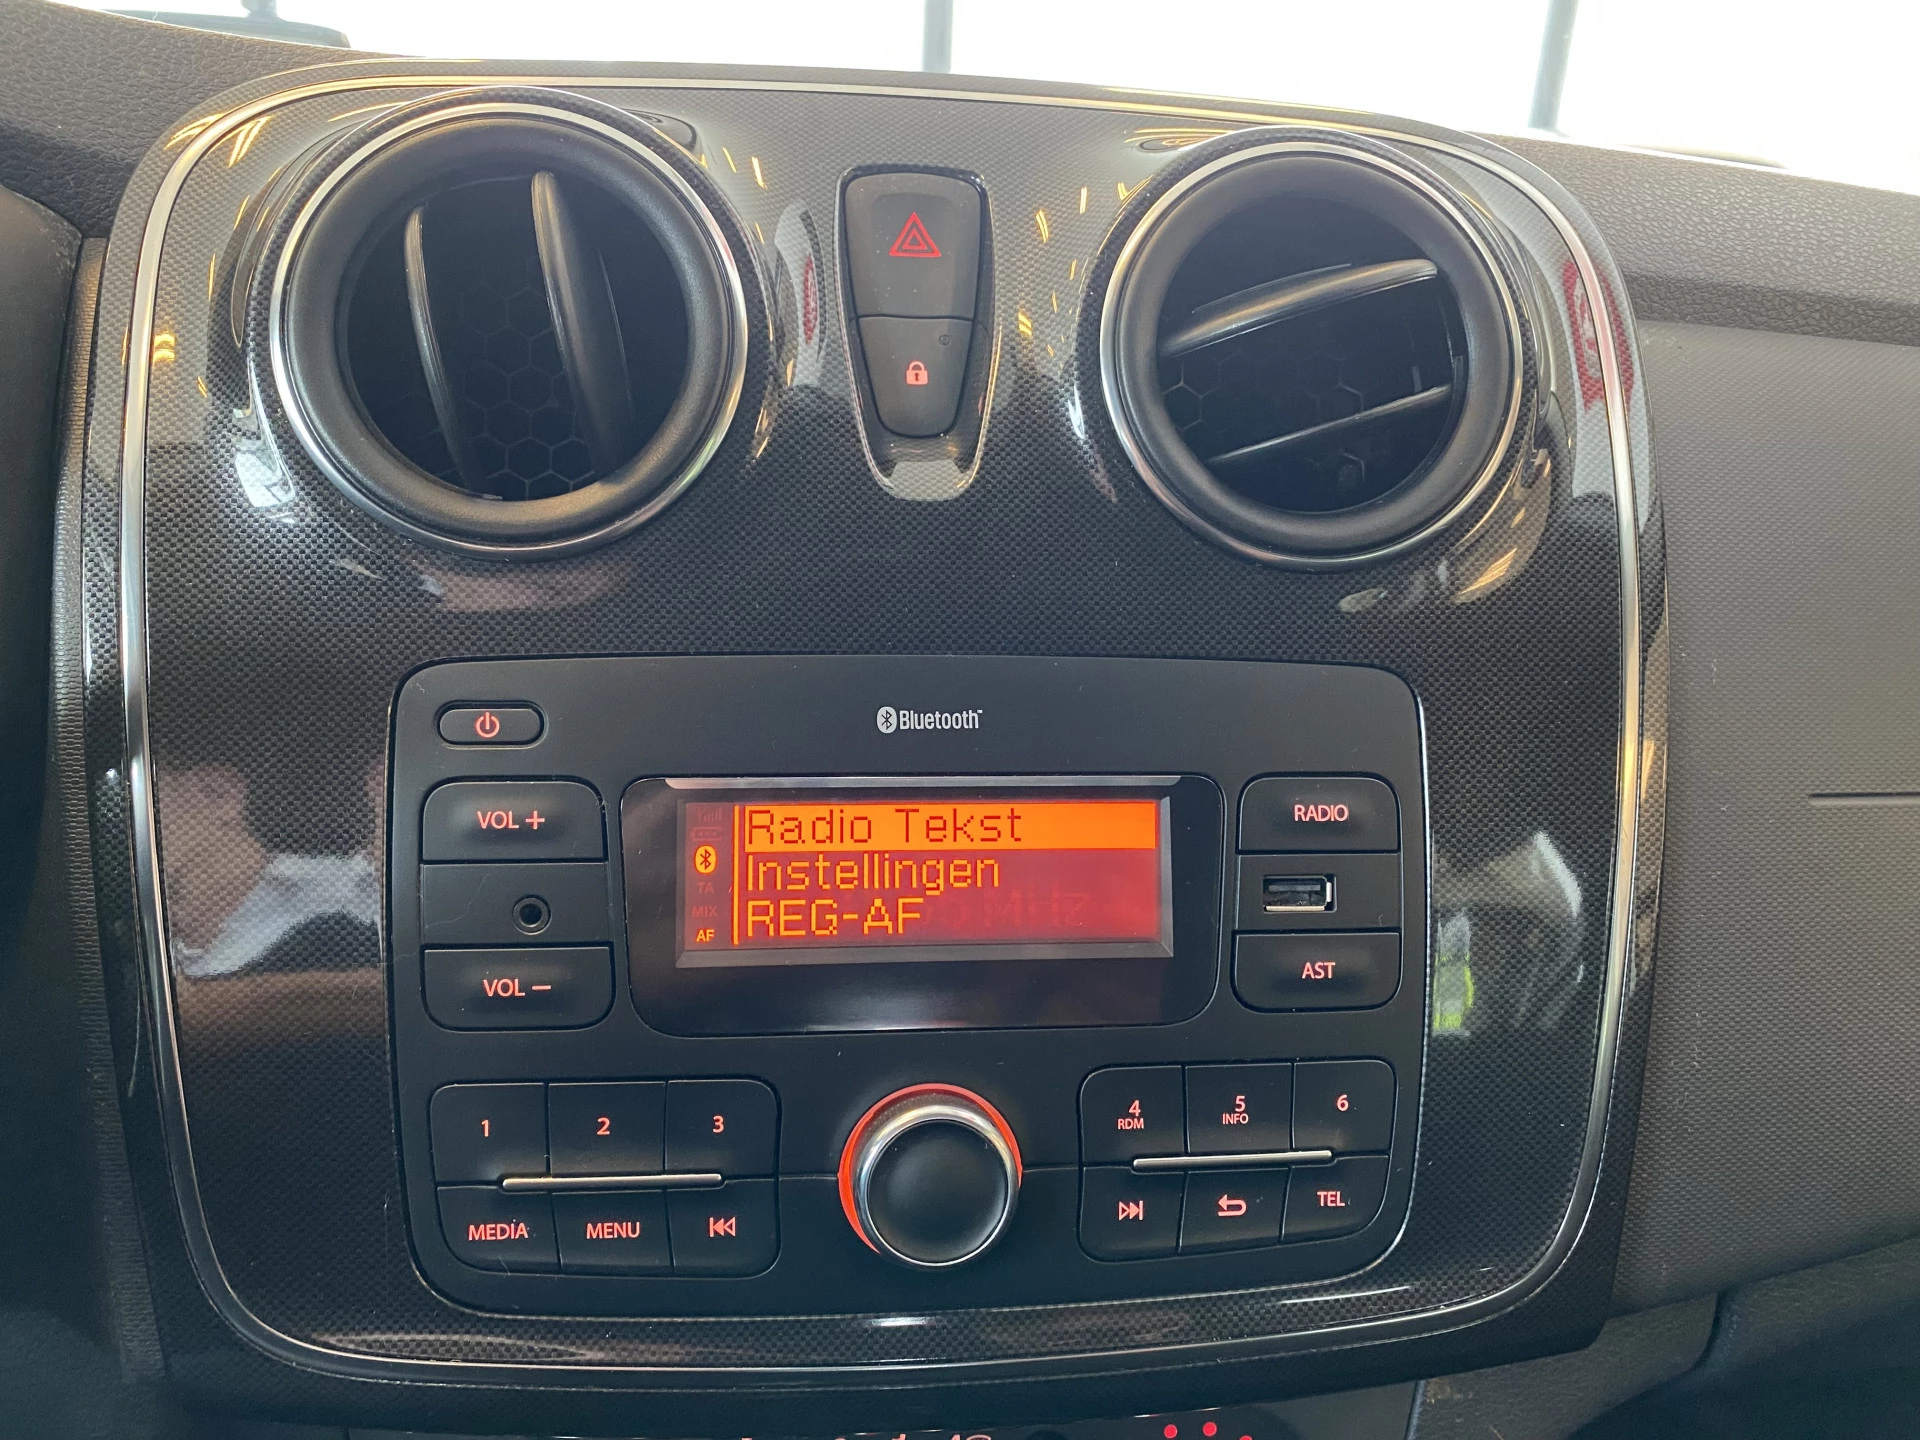 Bluetooth
VOL +
RADIO
Radio Tekst
Instellingen
TA
MIX
REG-AF
AF
VOL −
AST
1
2
3
4
RDM
5
INFO
6
MEDIA
MENU
TEL